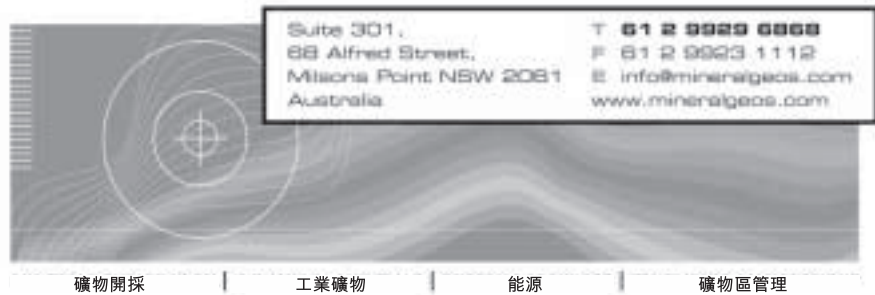 Suite 301,
68 Alfred Street,
Milsons Point NSW 2061
Australia
T 61 2 9929 6868
F 61 2 9923 1112
E info@mineralgeos.com
www.mineralgeos.com
礦物開採 | 工業礦物 | 能源 | 礦物區管理